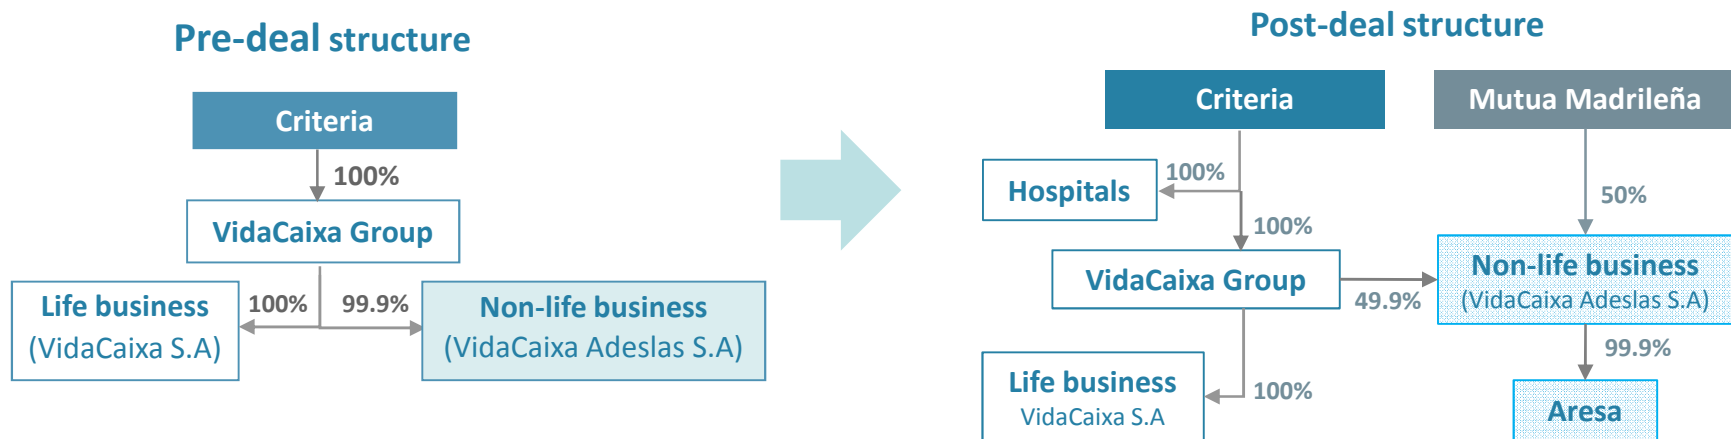 Pre-deal structure
Criteria
100%
VidaCaixa Group
Life business
(VidaCaixa S.A)
100%
99.9%
Non-life business
(VidaCaixa Adeslas S.A)
Post-deal structure
Criteria
Mutua Madrileña
100%
Hospitals
50%
100%
VidaCaixa Group
49.9%
Non-life business
(VidaCaixa Adeslas S.A)
99.9%
Life business
VidaCaixa S.A
100%
Aresa